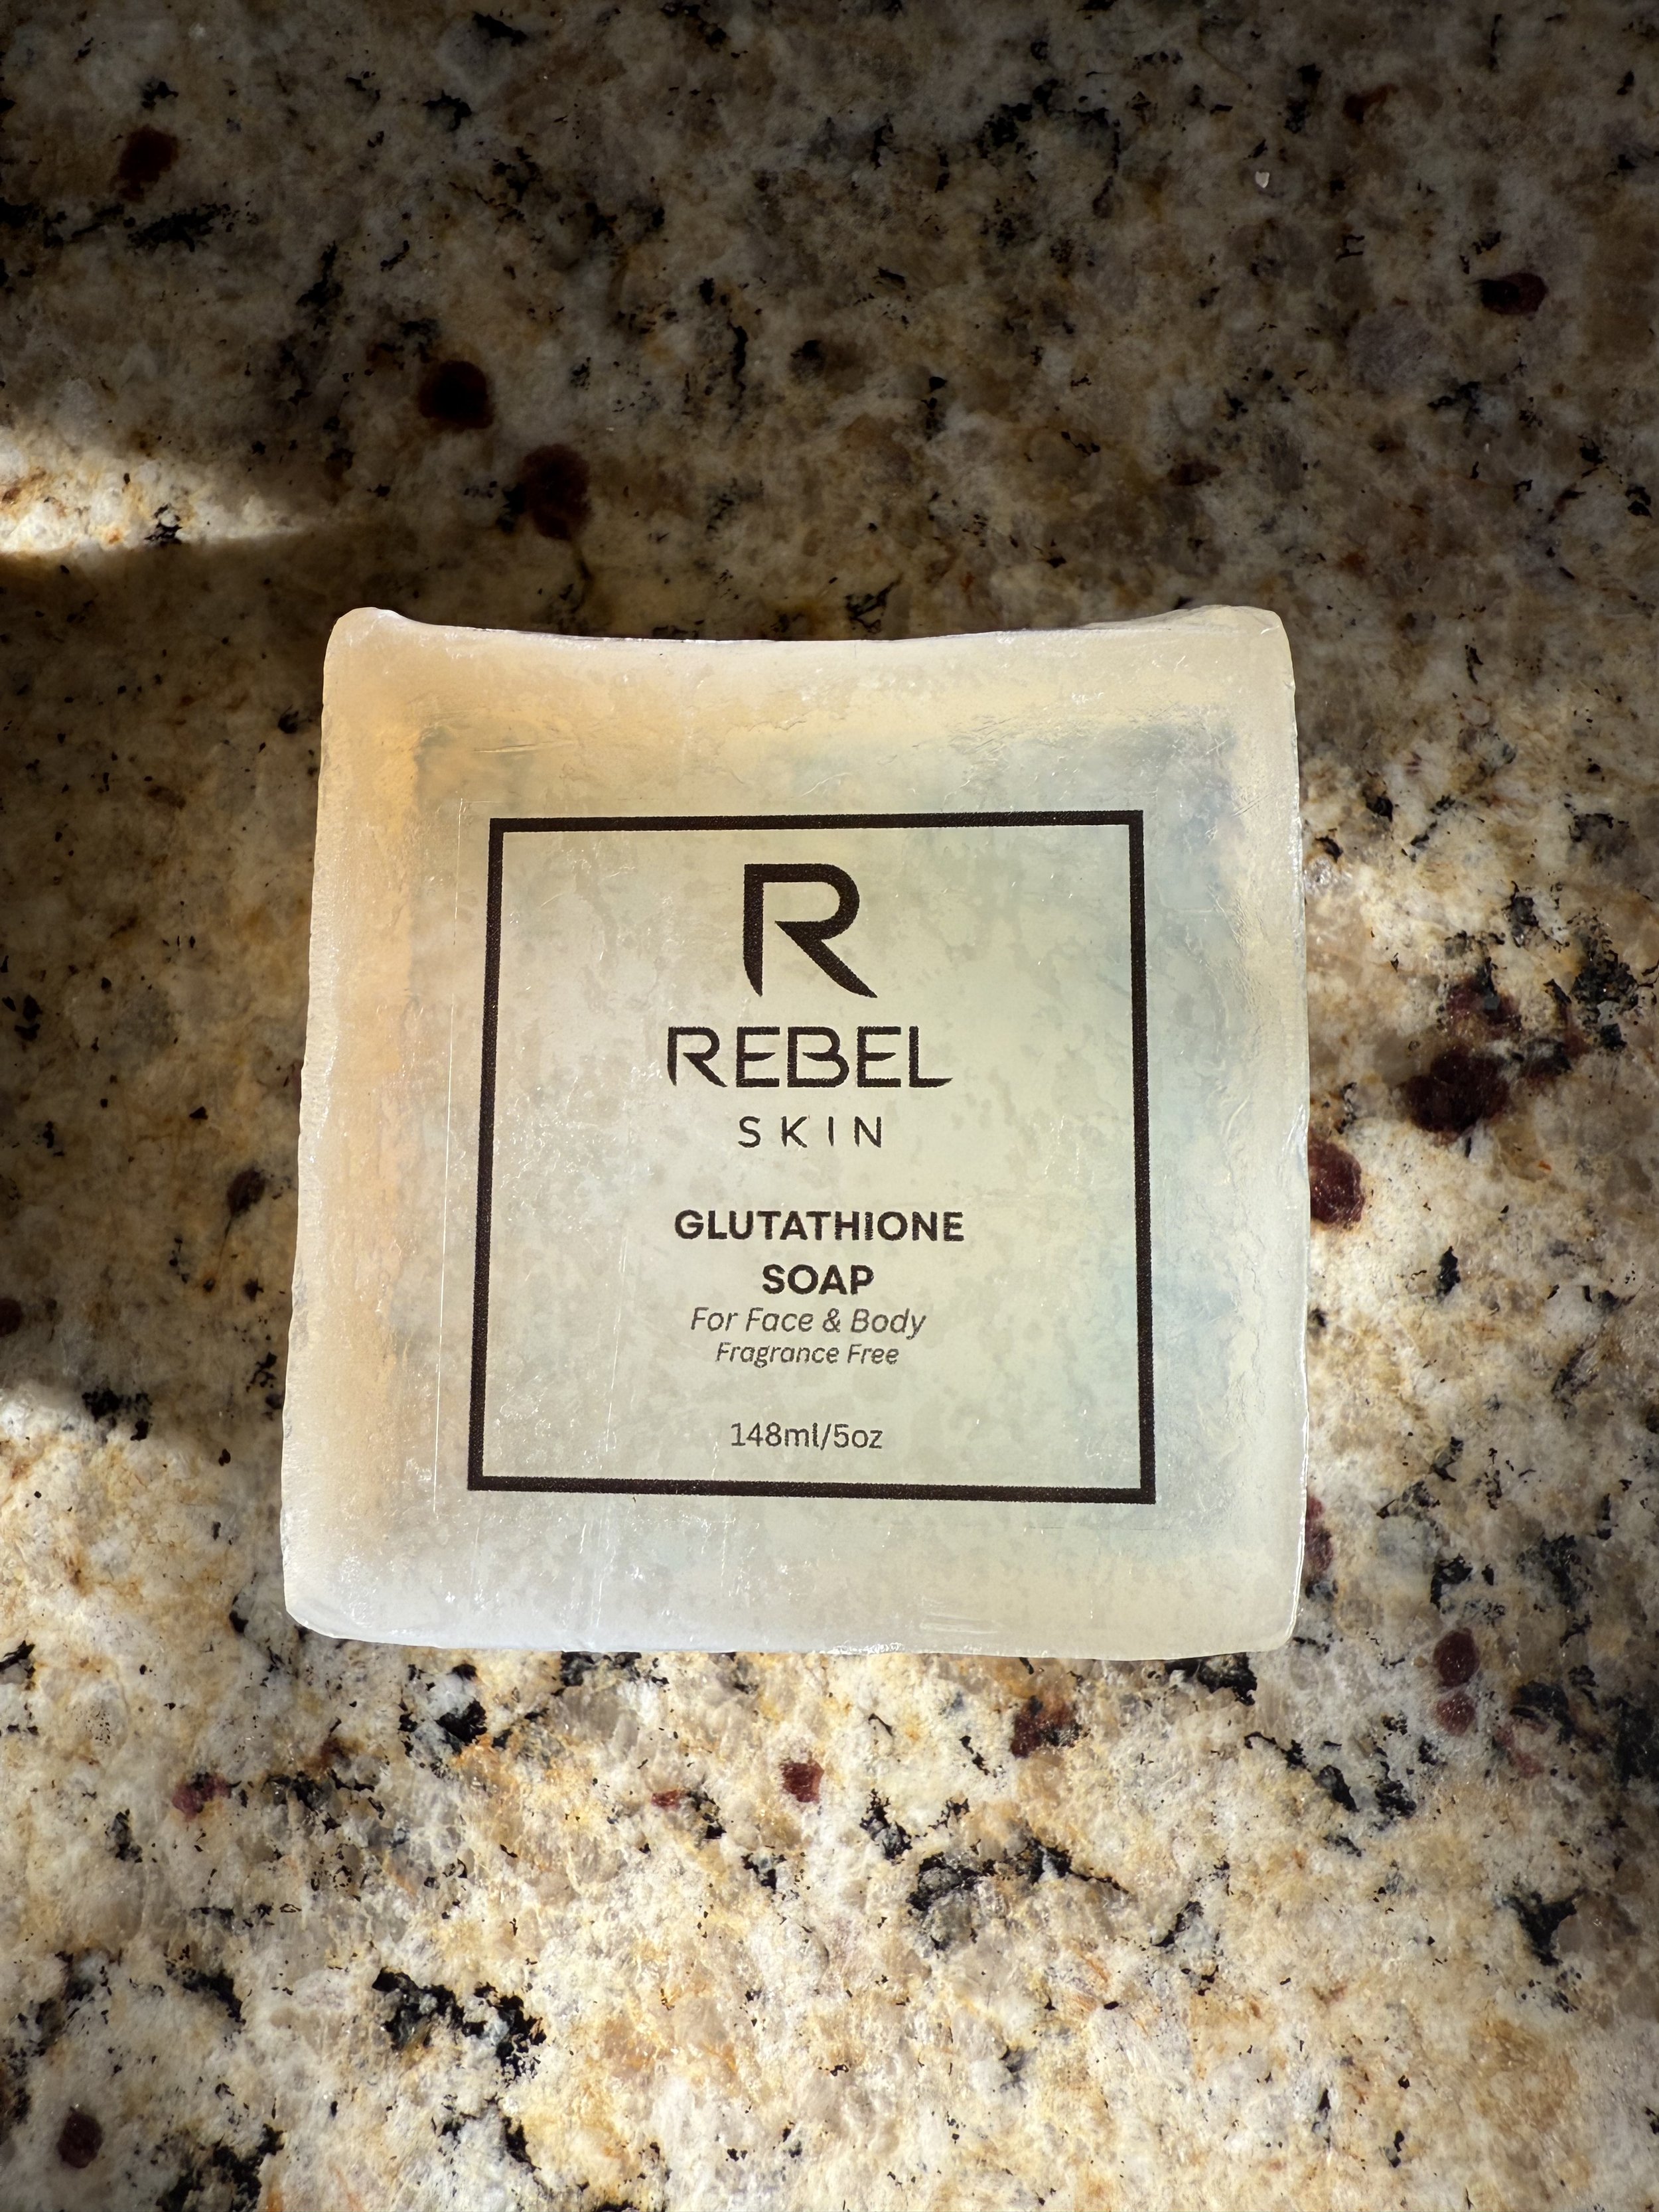 R
REBEL
SKIN
GLUTATHIONE
SOAP
For Face & Body
Fragrance Free
148ml/5oz